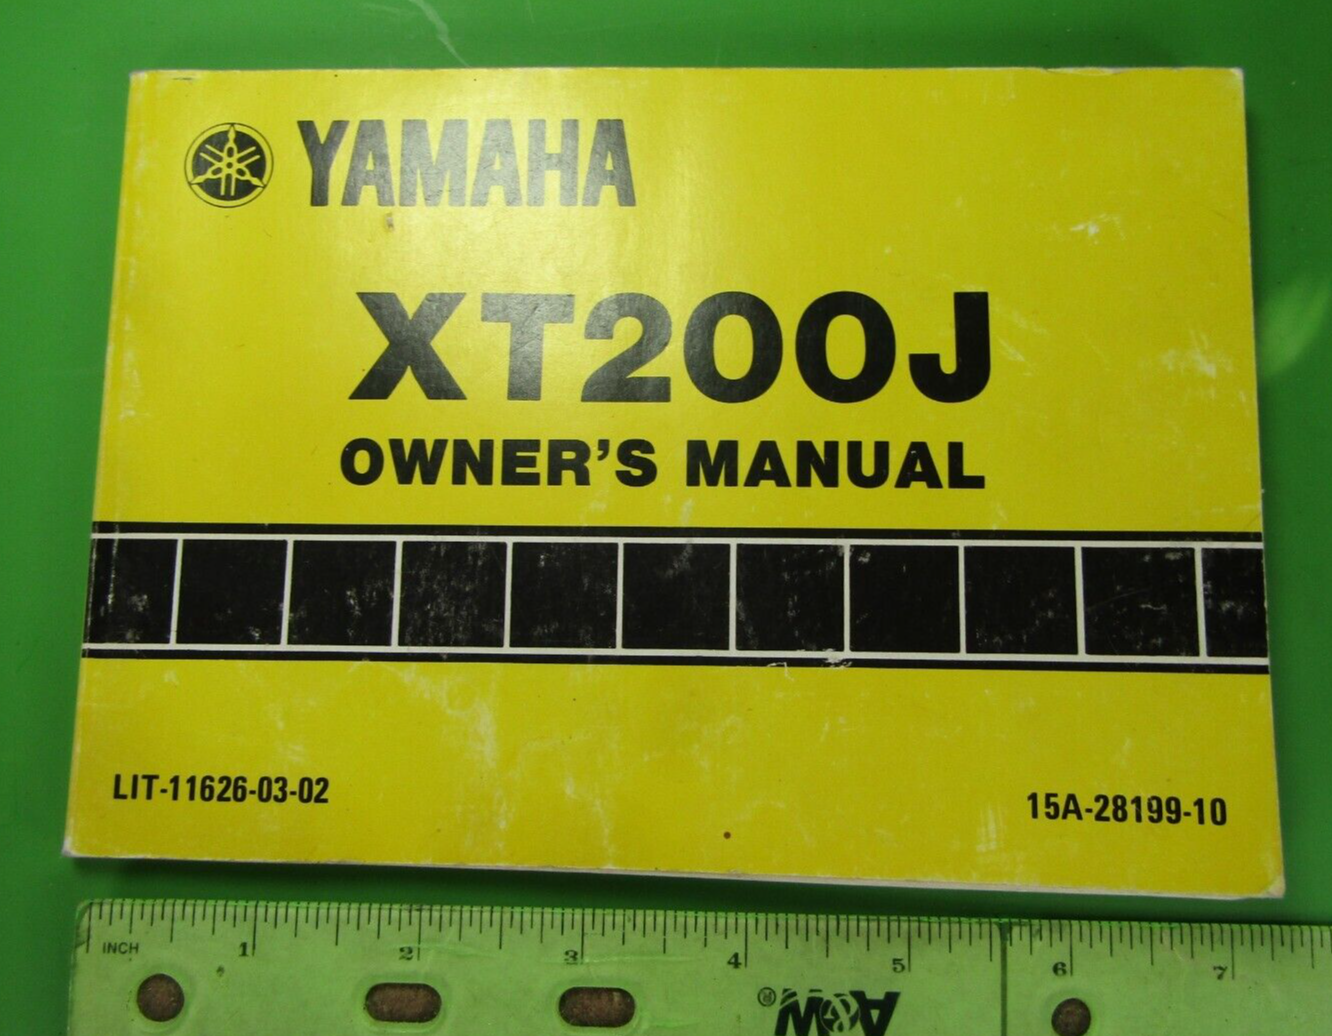 YAMAHA
XT200J
OWNER'S MANUAL
LIT-11626-03-02
15A-28199-10
INCH 1 2 3 4 5 6 7
A&W®